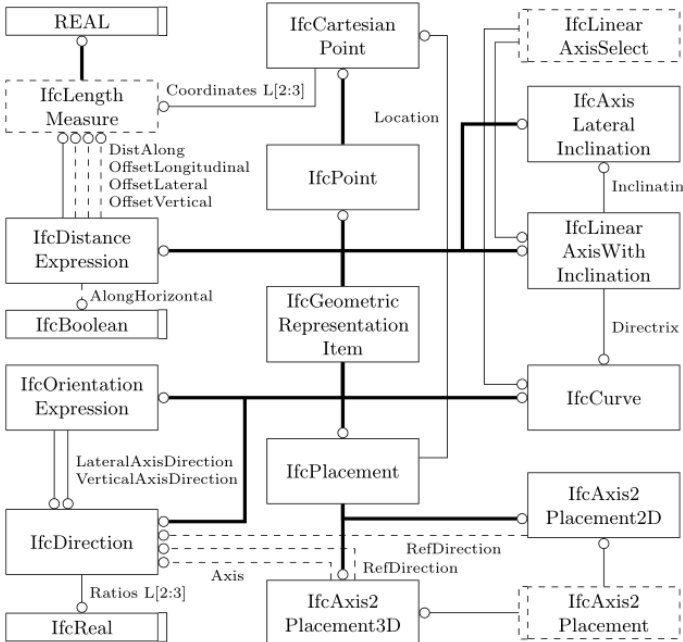 REAL
IfcCartesian
Point
IfcLinear
AxisSelect
IfcLength
Measure
Coordinates L[2:3]
Location
IfcAxis
Lateral
Inclination
DistAlong
OffsetLongitudinal
OffsetLateral
OffsetVertical
IfcPoint
Inclinatin
IfcDistance
Expression
IfcLinear
AxisWith
Inclination
AlongHorizontal
IfcBoolean
IfcGeometric
Representation
Item
Directrix
IfcOrientation
Expression
IfcCurve
LateralAxisDirection
VerticalAxisDirection
IfcPlacement
IfcAxis2
Placement2D
IfcDirection
RefDirection
RefDirection
Axis
Ratios L[2:3]
IfcReal
IfcAxis2
Placement3D
IfcAxis2
Placement